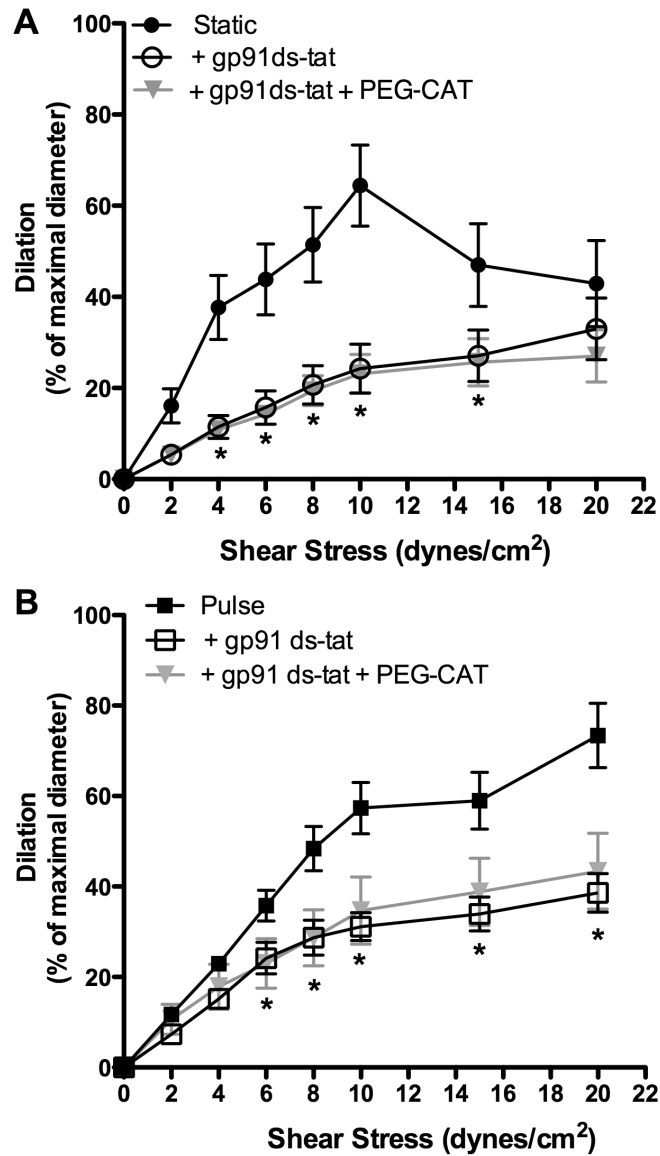 A
Static
+ gp91ds-tat
+ gp91ds-tat + PEG-CAT
Dilation
(% of maximal diameter)
100
80
60
40
20
0
* * * * *
0 2 4 6 8 10 12 14 16 18 20 22
Shear Stress (dynes/cm²)
B
Pulse
+ gp91 ds-tat
+ gp91 ds-tat + PEG-CAT
Dilation
(% of maximal diameter)
100
80
60
40
20
0
* * * * *
0 2 4 6 8 10 12 14 16 18 20 22
Shear Stress (dynes/cm²)